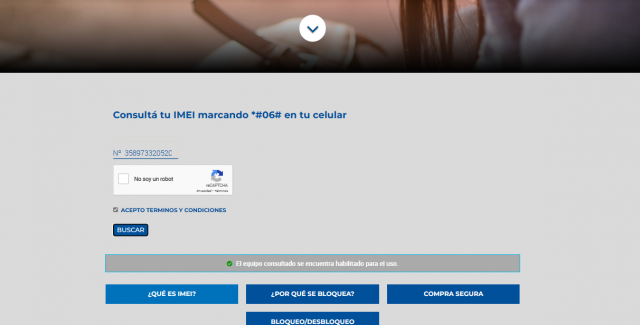 Consultá tu IMEI marcando *#06# en tu celular
Nº 35897332052C
No soy un robot
reCAPTCHA
Privacidad - Términos
ACEPTO TERMINOS Y CONDICIONES
BUSCAR
El equipo consultado se encuentra habilitado para el uso.
¿QUÉ ES IMEI?
¿POR QUÉ SE BLOQUEA?
COMPRA SEGURA
BLOQUEO/DESBLOQUEO